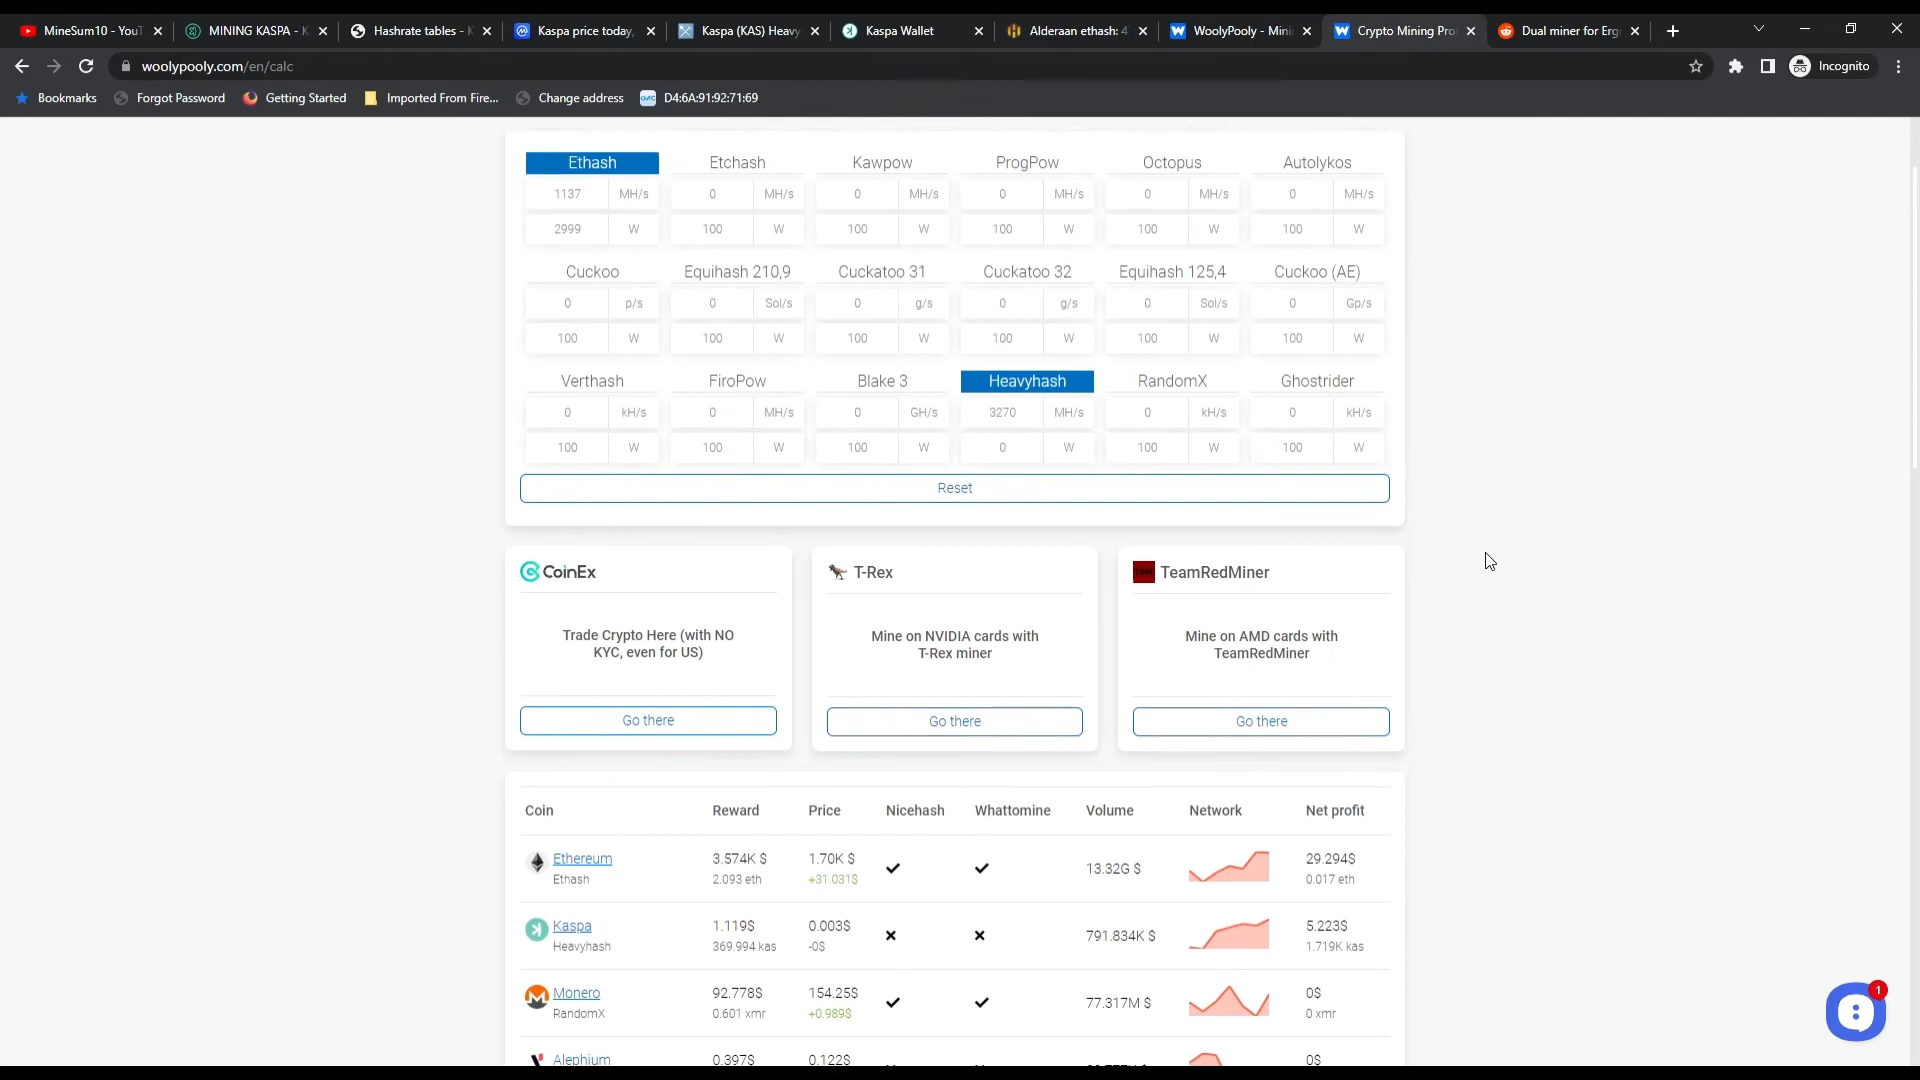 MineSum10 - YouT
MINING KASPA - K
Hashrate tables - K
Kaspa price today,
Kaspa (KAS) Heavy
Kaspa Wallet
Alderaan ethash: 4
WoolyPooly - Mini
Crypto Mining Pro
Dual miner for Erg
woolypooly.com/en/calc
Incognito
Bookmarks
Forgot Password
Getting Started
Imported From Fire...
Change address
D4:6A:91:92:71:69
Ethash Etchash Kawpow ProgPow Octopus Autolykos
1137 MH/s 0 MH/s 0 MH/s 0 MH/s 0 MH/s 0 MH/s
2999 W 100 W 100 W 100 W 100 W 100 W
Cuckoo Equihash 210,9 Cuckatoo 31 Cuckatoo 32 Equihash 125,4 Cuckoo (AE)
0 p/s 0 Sol/s 0 g/s 0 g/s 0 Sol/s 0 Gp/s
100 W 100 W 100 W 100 W 100 W 100 W
Verthash FiroPow Blake 3 Heavyhash RandomX Ghostrider
0 kH/s 0 MH/s 0 GH/s 3270 MH/s 0 kH/s 0 kH/s
100 W 100 W 100 W 0 W 100 W 100 W
Reset
CoinEx
Trade Crypto Here (with NO
KYC, even for US)
Go there
T-Rex
Mine on NVIDIA cards with
T-Rex miner
Go there
TeamRedMiner
Mine on AMD cards with
TeamRedMiner
Go there
Coin Reward Price Nicehash Whattomine Volume Network Net profit
Ethereum 3.574K $ 1.70K $ 13.32G $ 29.294$
Ethash 2.093 eth +31.031$ 0.017 eth
Kaspa 1.119$ 0.003$ 791.834K $ 5.223$
Heavyhash 369.994 kas -0$ 1.719K kas
Monero 92.778$ 154.25$ 77.317M $ 0$
RandomX 0.601 xmr +0.989$ 0 xmr
Alephium 0.397$ 0.122$ 0$
1